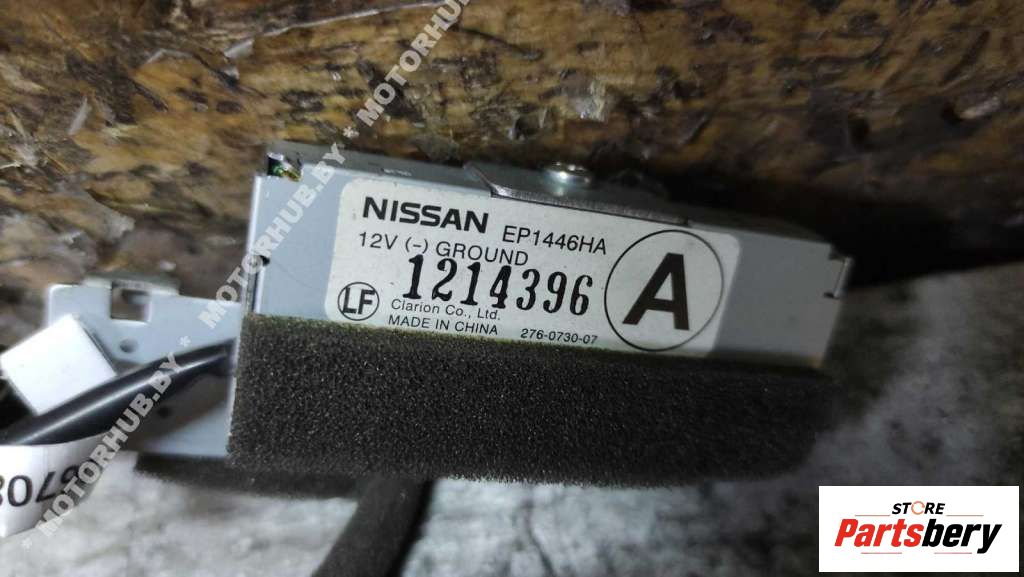 * MOTORHUB.BY * MOTORHUB.BY * MOTORHUB.BY *
NISSAN EP1446HA
12V (-) GROUND
1214396
A
LF
Clarion Co., Ltd.
MADE IN CHINA 276-0730-07
STORE
Partsbery